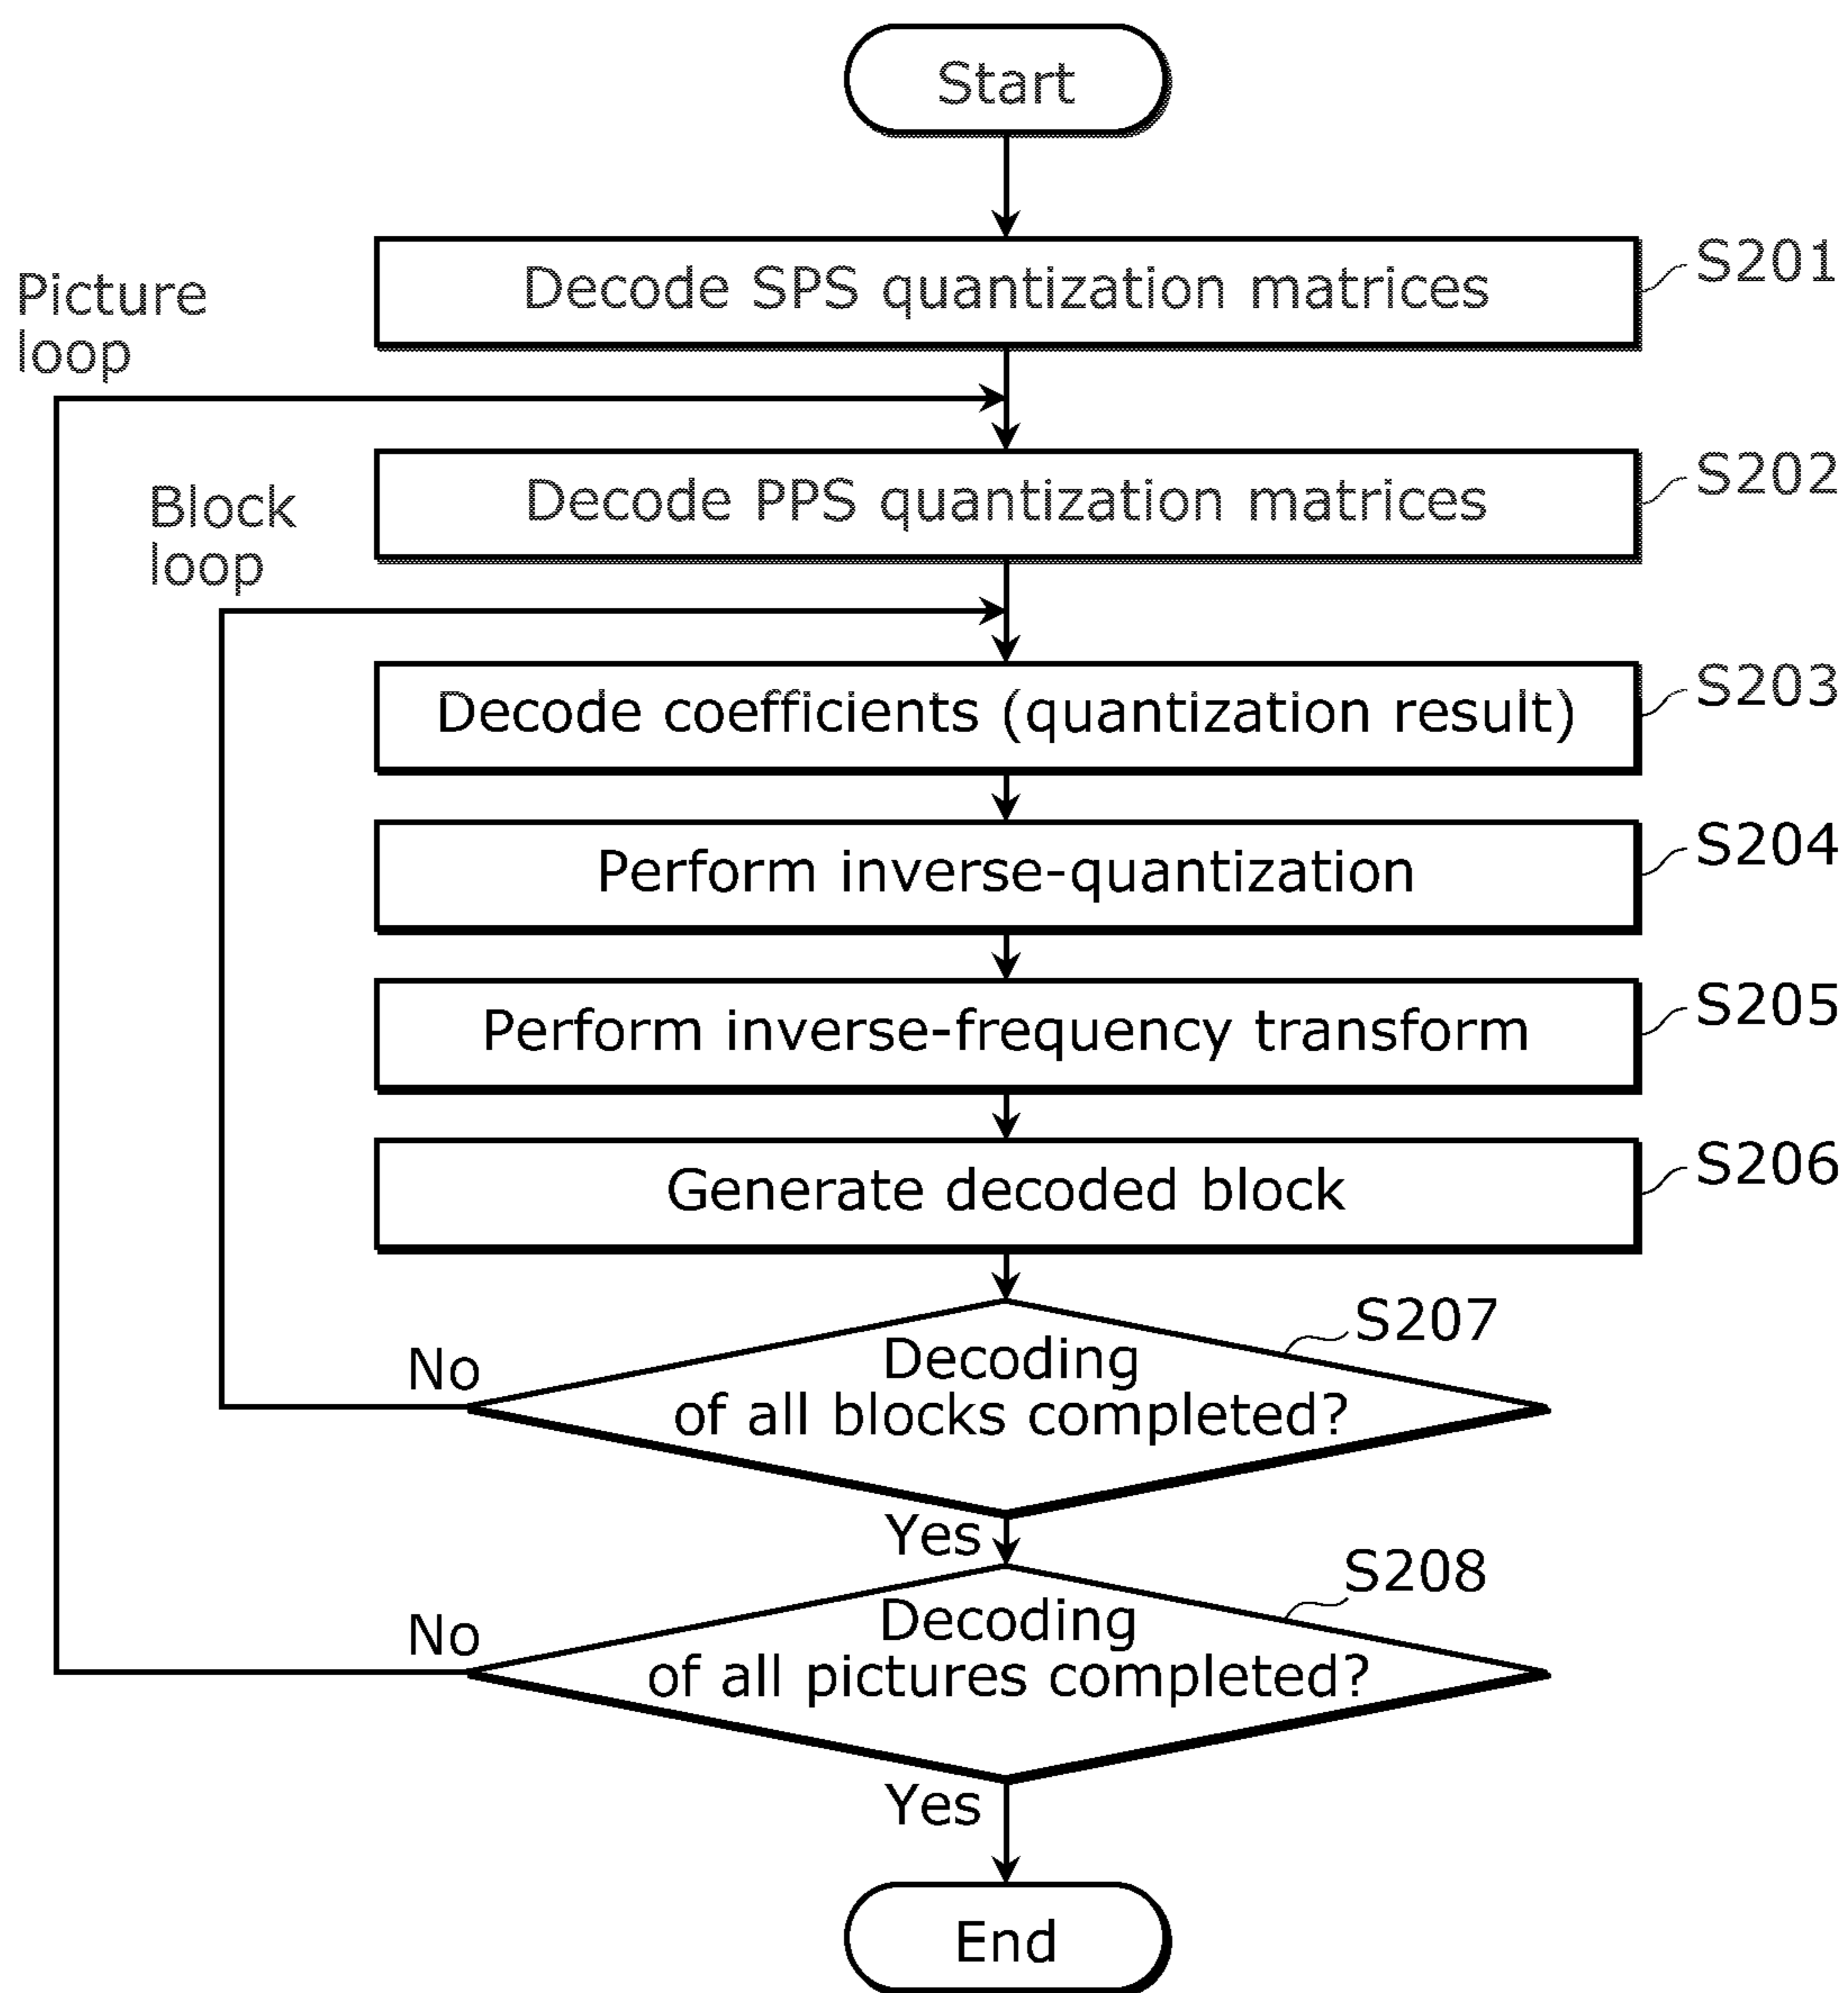 Start
Decode SPS quantization matrices
S201
Picture
loop
Decode PPS quantization matrices
S202
Block
loop
Decode coefficients (quantization result)
S203
Perform inverse-quantization
S204
Perform inverse-frequency transform
S205
Generate decoded block
S206
S207
Decoding
of all blocks completed?
No
Yes
S208
Decoding
of all pictures completed?
No
Yes
End